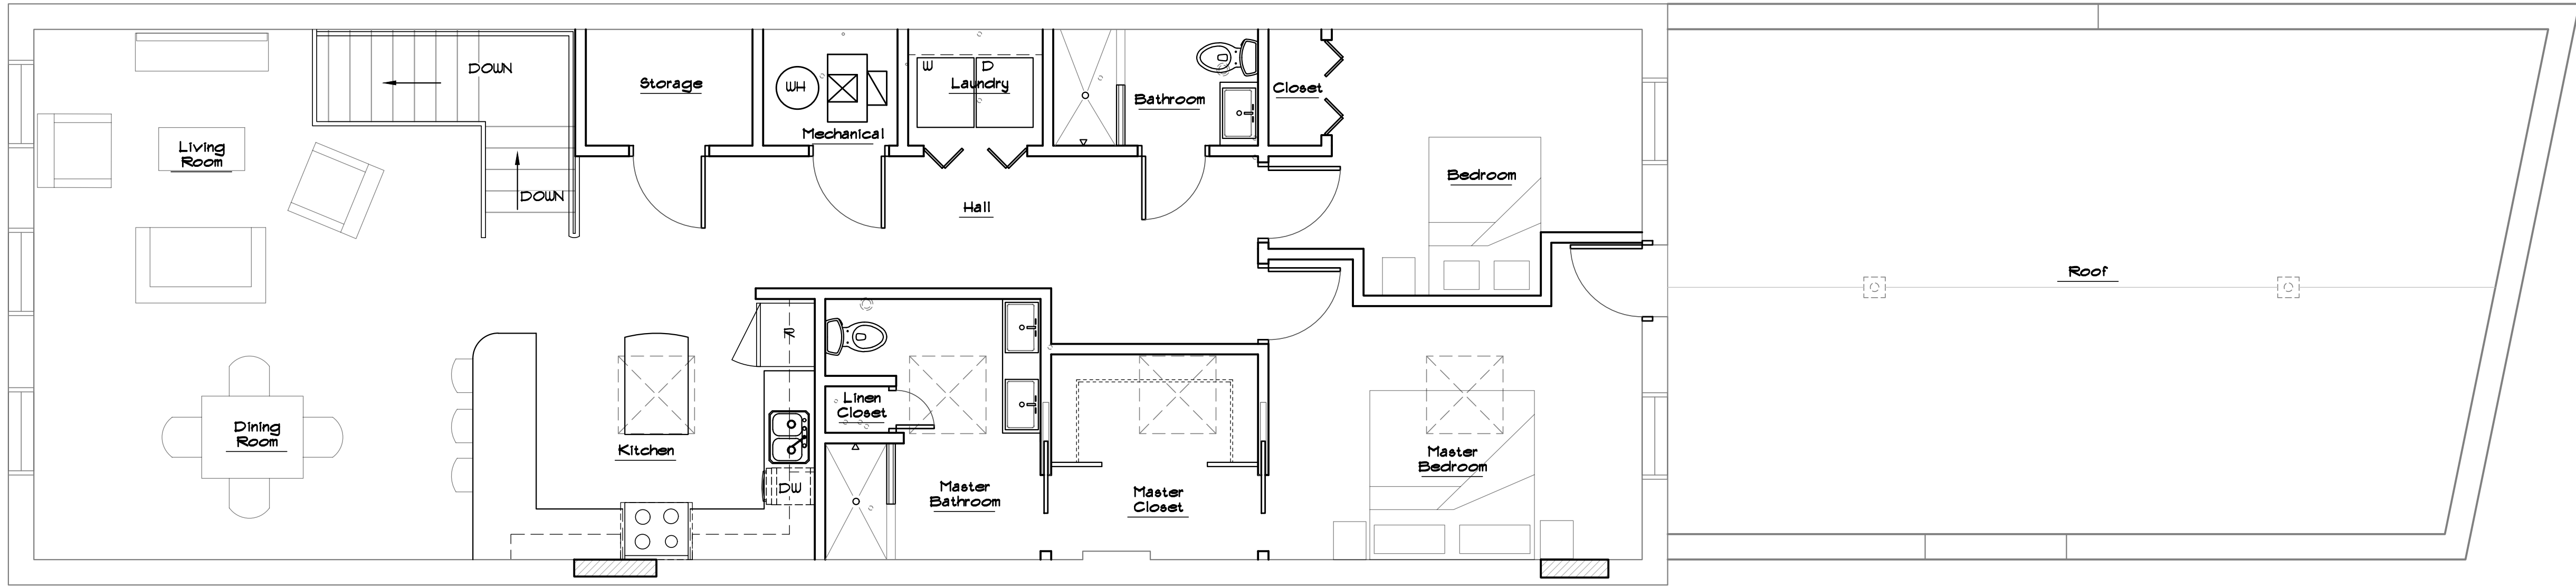 DOWN
DOWN
Living
Room
Storage
WH
Mechanical
W
D
Laundry
Bathroom
Closet
Bedroom
Hall
Roof
R
Linen
Closet
Dining
Room
Kitchen
DW
Master
Bathroom
Master
Closet
Master
Bedroom